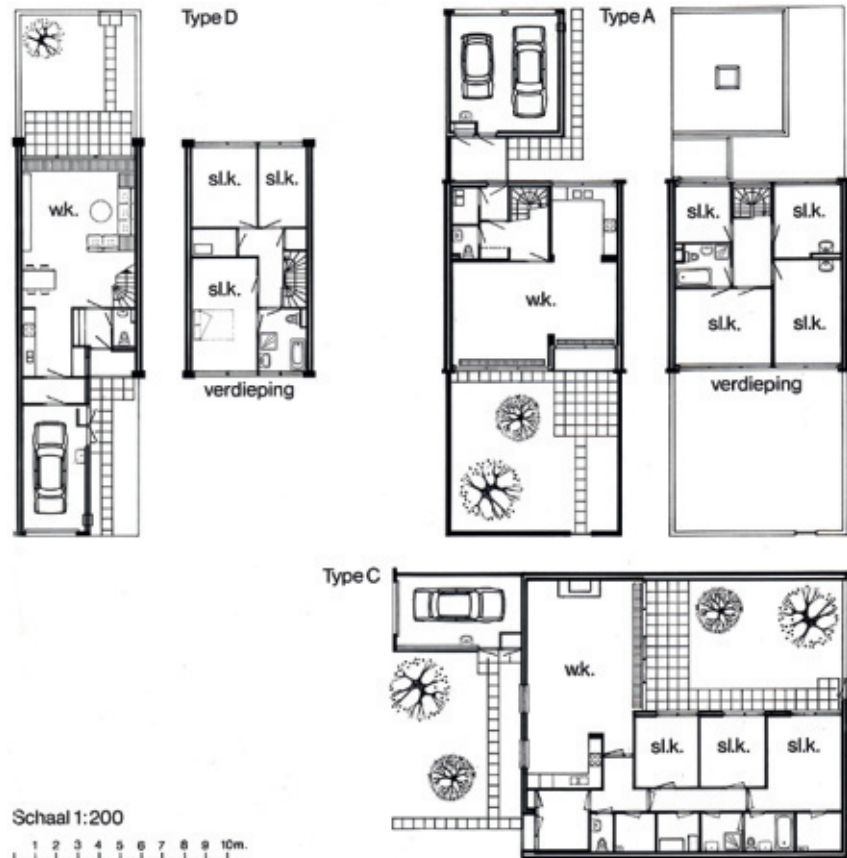 Type D
w.k.
sl.k.
sl.k.
sl.k.
verdieping
Type A
w.k.
sl.k.
sl.k.
sl.k.
sl.k.
verdieping
Type C
w.k.
sl.k.
sl.k.
sl.k.
Schaal 1:200
1 2 3 4 5 6 7 8 9 10m.